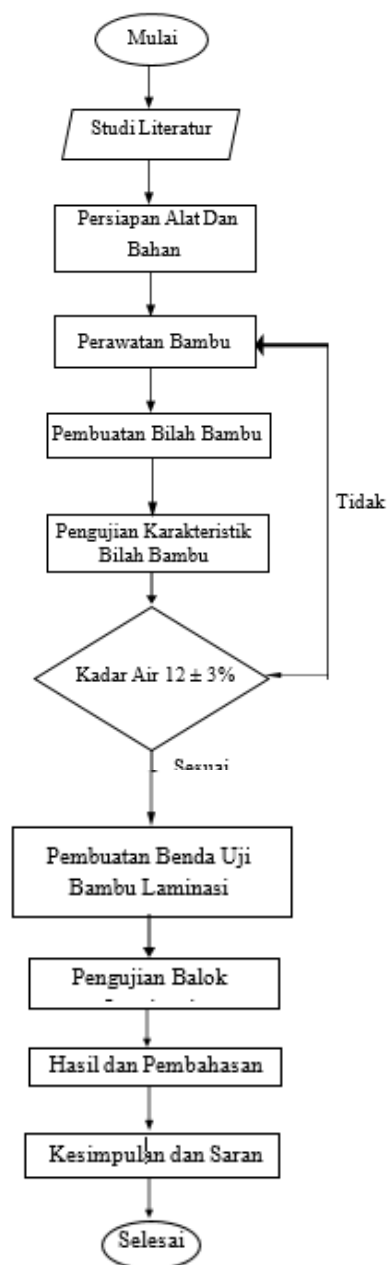 Mulai
Studi Literatur
Persiapan Alat Dan
Bahan
Perawatan Bambu
Pembuatan Bilah Bambu
Tidak
Pengujian Karakteristik
Bilah Bambu
Kadar Air 12 ± 3%
Sesuai
Pembuatan Benda Uji
Bambu Laminasi
Pengujian Balok
Hasil dan Pembahasan
Kesimpulan dan Saran
Selesai